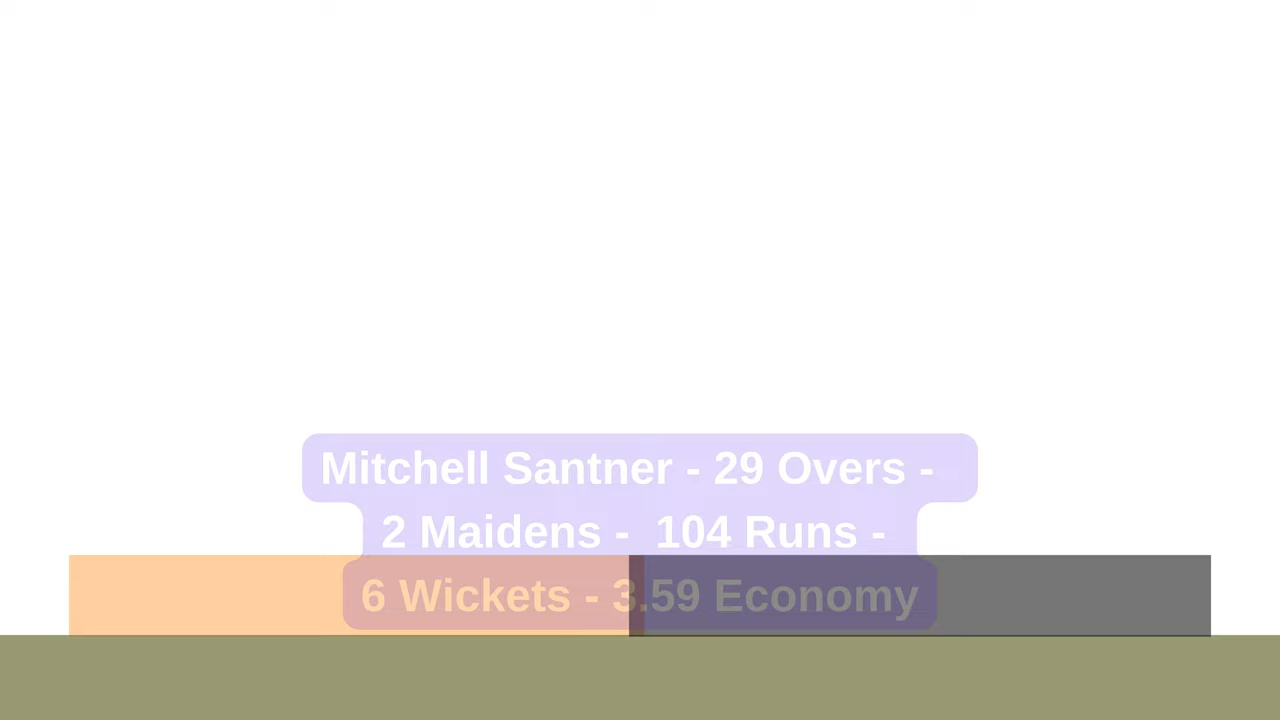 Mitchell Santner - 29 Overs -
2 Maidens - 104 Runs -
6 Wickets - 3.59 Economy